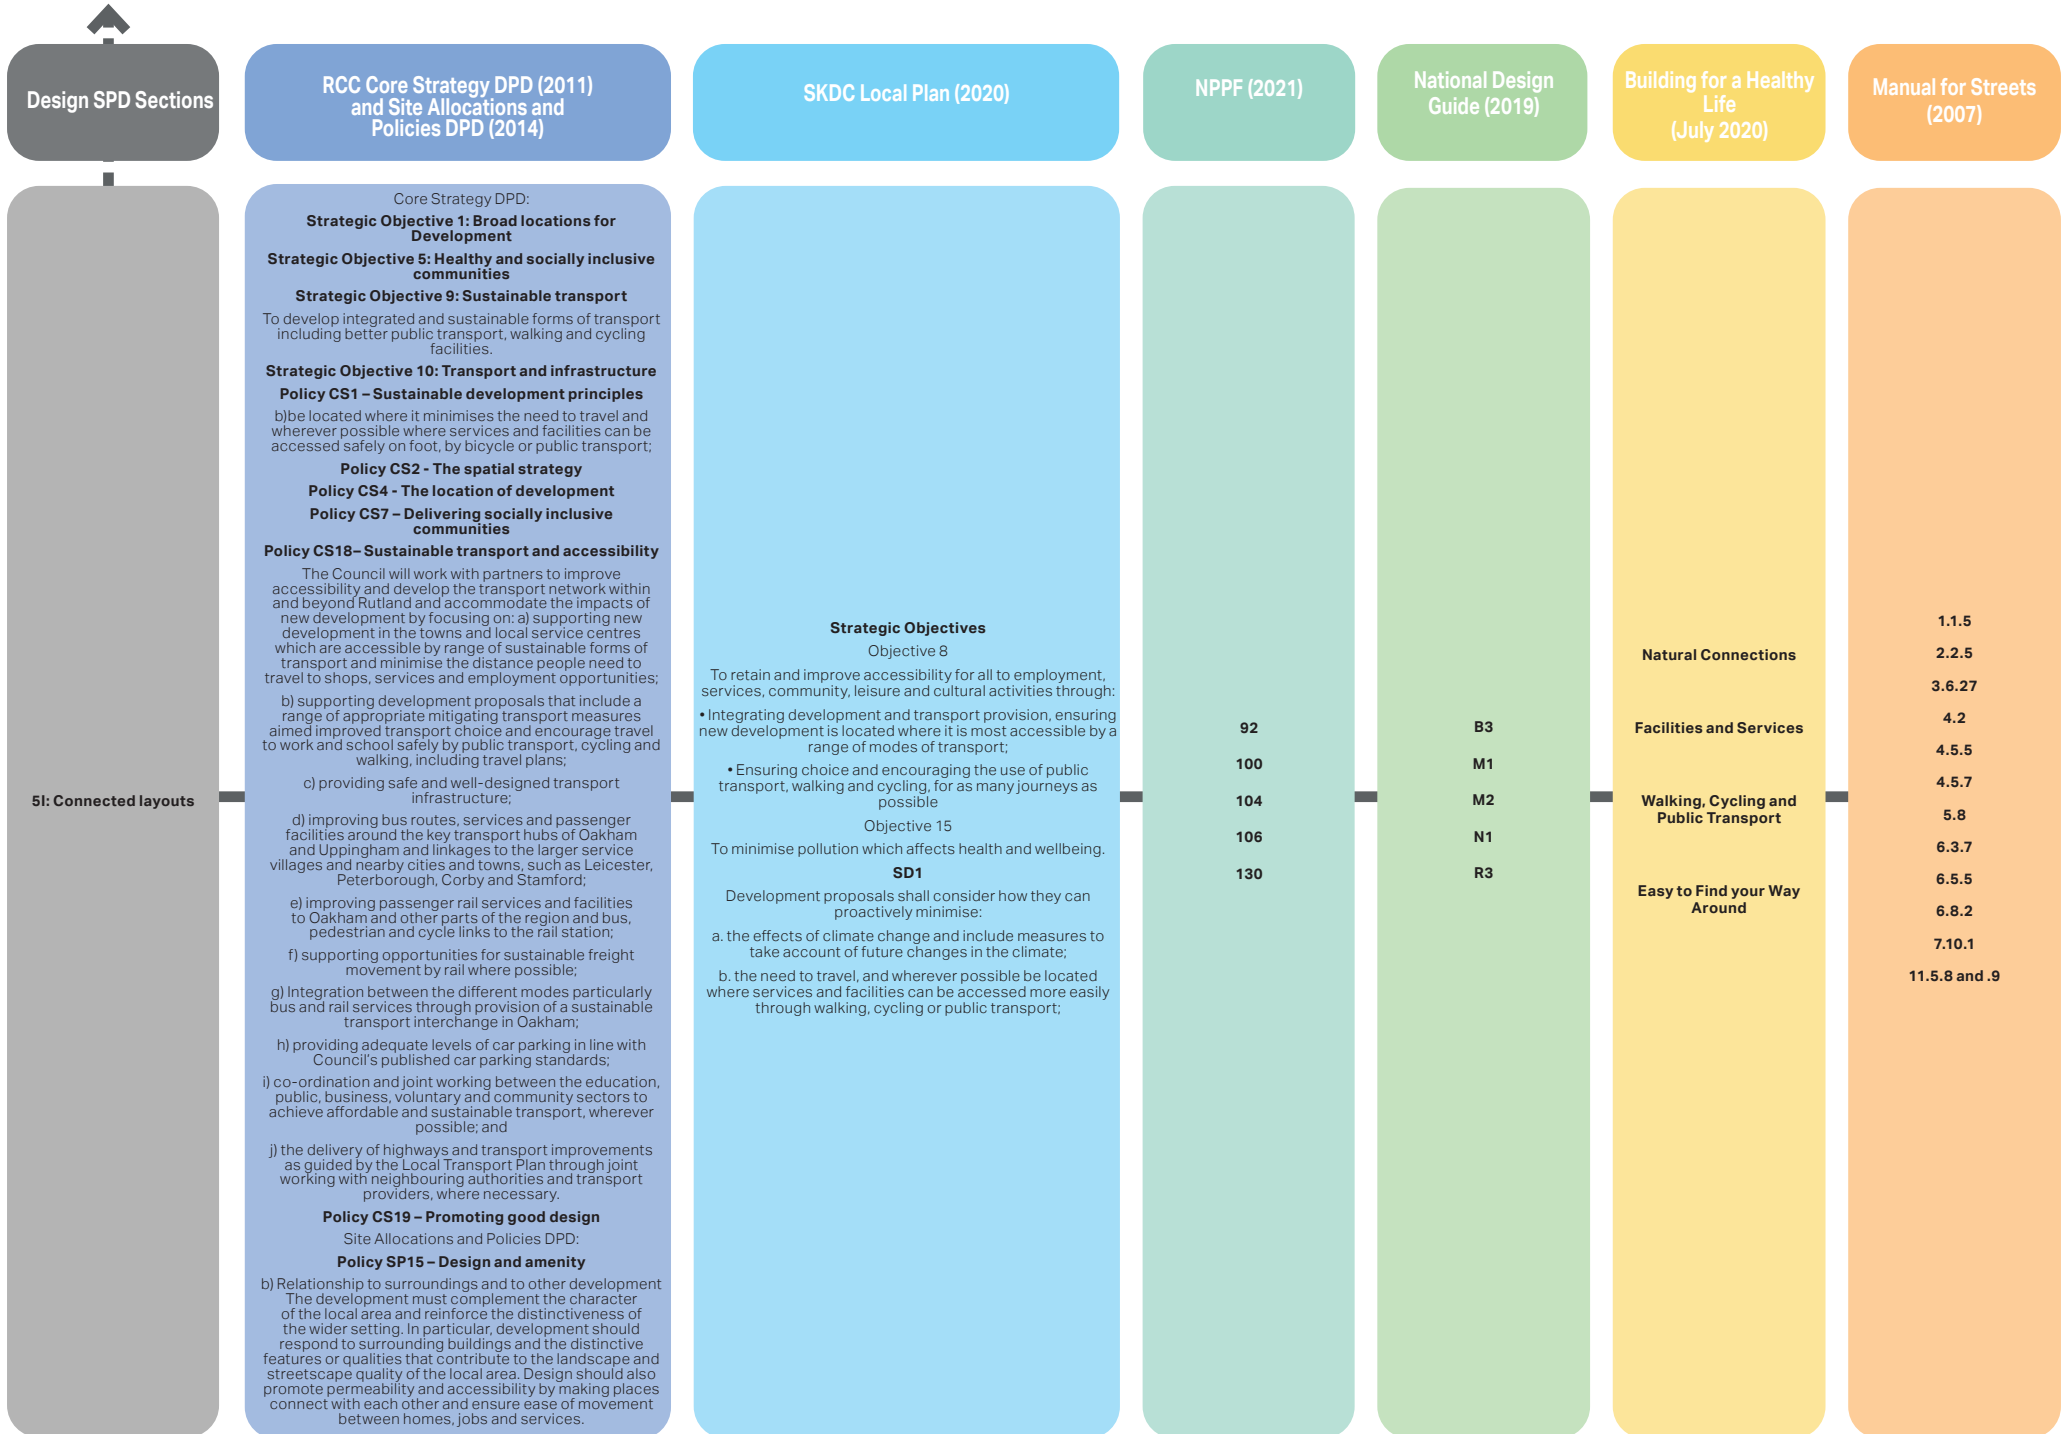 Design SPD Sections
RCC Core Strategy DPD (2011)
and Site Allocations and
Policies DPD (2014)
SKDC Local Plan (2020)
NPPF (2021)
National Design
Guide (2019)
Building for a Healthy
Life
(July 2020)
Manual for Streets
(2007)
5I: Connected layouts
Core Strategy DPD:
Strategic Objective 1: Broad locations for
Development
Strategic Objective 5: Healthy and socially inclusive
communities
Strategic Objective 9: Sustainable transport
To develop integrated and sustainable forms of transport
including better public transport, walking and cycling
facilities.
Strategic Objective 10: Transport and infrastructure
Policy CS1 – Sustainable development principles
b)be located where it minimises the need to travel and
wherever possible where services and facilities can be
accessed safely on foot, by bicycle or public transport;
Policy CS2 - The spatial strategy
Policy CS4 - The location of development
Policy CS7 – Delivering socially inclusive
communities
Policy CS18– Sustainable transport and accessibility
The Council will work with partners to improve
accessibility and develop the transport network within
and beyond Rutland and accommodate the impacts of
new development by focusing on: a) supporting new
development in the towns and local service centres
which are accessible by range of sustainable forms of
transport and minimise the distance people need to
travel to shops, services and employment opportunities;
b) supporting development proposals that include a
range of appropriate mitigating transport measures
aimed improved transport choice and encourage travel
to work and school safely by public transport, cycling and
walking, including travel plans;
c) providing safe and well-designed transport
infrastructure;
d) improving bus routes, services and passenger
facilities around the key transport hubs of Oakham
and Uppingham and linkages to the larger service
villages and nearby cities and towns, such as Leicester,
Peterborough, Corby and Stamford;
e) improving passenger rail services and facilities
to Oakham and other parts of the region and bus,
pedestrian and cycle links to the rail station;
f) supporting opportunities for sustainable freight
movement by rail where possible;
g) Integration between the different modes particularly
bus and rail services through provision of a sustainable
transport interchange in Oakham;
h) providing adequate levels of car parking in line with
Council's published car parking standards;
i) co-ordination and joint working between the education,
public, business, voluntary and community sectors to
achieve affordable and sustainable transport, wherever
possible; and
j) the delivery of highways and transport improvements
as guided by the Local Transport Plan through joint
working with neighbouring authorities and transport
providers, where necessary.
Policy CS19 – Promoting good design
Site Allocations and Policies DPD:
Policy SP15 – Design and amenity
b) Relationship to surroundings and to other development
The development must complement the character
of the local area and reinforce the distinctiveness of
the wider setting. In particular, development should
respond to surrounding buildings and the distinctive
features or qualities that contribute to the landscape and
streetscape quality of the local area. Design should also
promote permeability and accessibility by making places
connect with each other and ensure ease of movement
between homes, jobs and services.
Strategic Objectives
Objective 8
To retain and improve accessibility for all to employment,
services, community, leisure and cultural activities through:
• Integrating development and transport provision, ensuring
new development is located where it is most accessible by a
range of modes of transport;
• Ensuring choice and encouraging the use of public
transport, walking and cycling, for as many journeys as
possible
Objective 15
To minimise pollution which affects health and wellbeing.
SD1
Development proposals shall consider how they can
proactively minimise:
a. the effects of climate change and include measures to
take account of future changes in the climate;
b. the need to travel, and wherever possible be located
where services and facilities can be accessed more easily
through walking, cycling or public transport;
92
100
104
106
130
B3
M1
M2
N1
R3
Natural Connections
Facilities and Services
Walking, Cycling and
Public Transport
Easy to Find your Way
Around
1.1.5
2.2.5
3.6.27
4.2
4.5.5
4.5.7
5.8
6.3.7
6.5.5
6.8.2
7.10.1
11.5.8 and .9